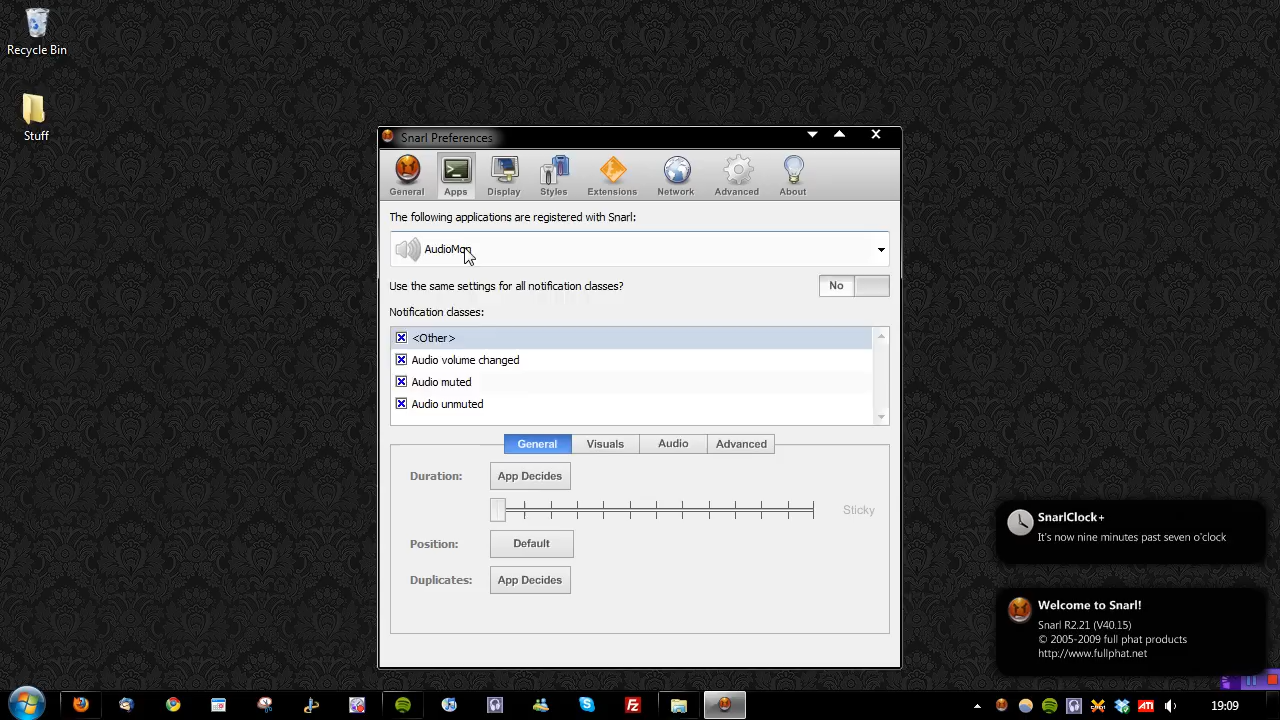 Recycle Bin
Stuff
Snarl Preferences
General
Apps
Display
Styles
Extensions
Network
Advanced
About
The following applications are registered with Snarl:
AudioMon
Use the same settings for all notification classes?
No
Notification classes:
<Other>
Audio volume changed
Audio muted
Audio unmuted
General
Visuals
Audio
Advanced
Duration:
App Decides
Sticky
Position:
Default
Duplicates:
App Decides
SnarlClock+
It's now nine minutes past seven o'clock
Welcome to Snarl!
Snarl R2.21 (V40.15)
© 2005-2009 full phat products
http://www.fullphat.net
ATI
19:09